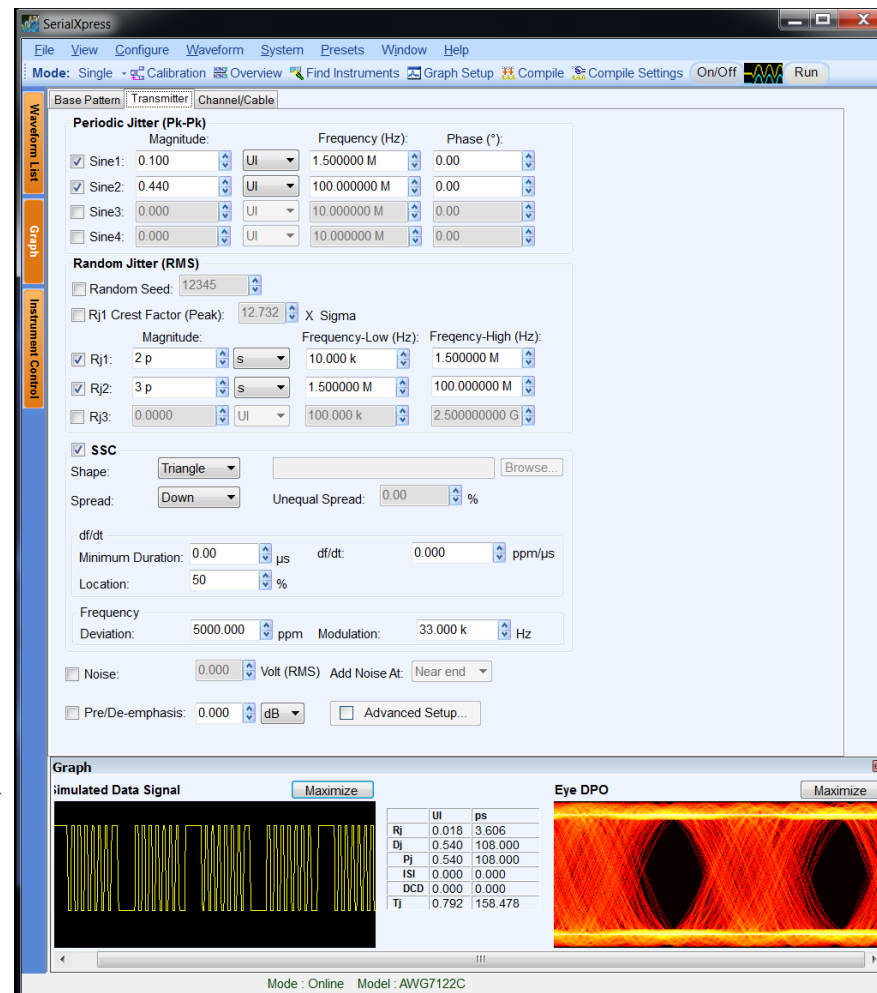 SerialXpress
File View Configure Waveform System Presets Window Help
Mode: Single Calibration Overview Find Instruments Graph Setup Compile Compile Settings On/Off Run
Waveform List
Graph
Instrument Control
Base Pattern Transmitter Channel/Cable
Periodic Jitter (Pk-Pk)
Magnitude: Frequency (Hz): Phase (°):
Sine1: 0.100 UI 1.500000 M 0.00
Sine2: 0.440 UI 100.000000 M 0.00
Sine3: 0.000 UI 10.000000 M 0.00
Sine4: 0.000 UI 10.000000 M 0.00
Random Jitter (RMS)
Random Seed: 12345
Rj1 Crest Factor (Peak): 12.732 X Sigma
Magnitude: Frequency-Low (Hz): Freqency-High (Hz):
Rj1: 2 p s 10.000 k 1.500000 M
Rj2: 3 p s 1.500000 M 100.000000 M
Rj3: 0.0000 UI 100.000 k 2.500000000 G
SSC
Shape: Triangle Browse...
Spread: Down Unequal Spread: 0.00 %
df/dt
Minimum Duration: 0.00 µs df/dt: 0.000 ppm/µs
Location: 50 %
Frequency
Deviation: 5000.000 ppm Modulation: 33.000 k Hz
Noise: 0.000 Volt (RMS) Add Noise At: Near end
Pre/De-emphasis: 0.000 dB Advanced Setup...
Graph
imulated Data Signal Maximize Eye DPO Maximize
UI ps
Rj 0.018 3.606
Dj 0.540 108.000
Pj 0.540 108.000
ISI 0.000 0.000
DCD 0.000 0.000
Tj 0.792 158.478
Mode : Online Model : AWG7122C